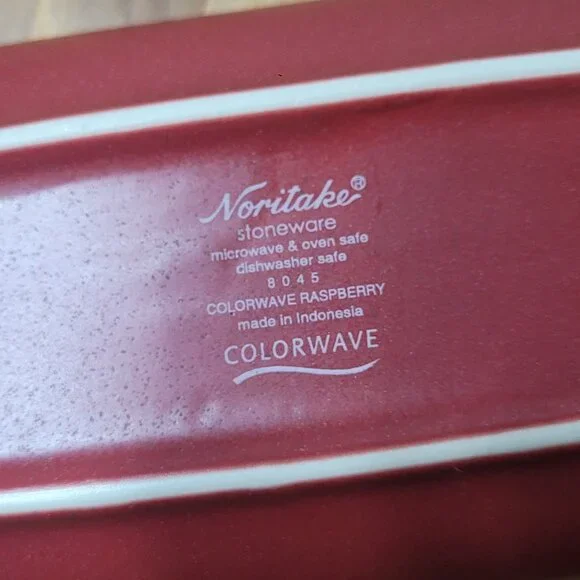 Noritake®
stoneware
microwave & oven safe
dishwasher safe
8045
COLORWAVE RASPBERRY
made in Indonesia
COLORWAVE